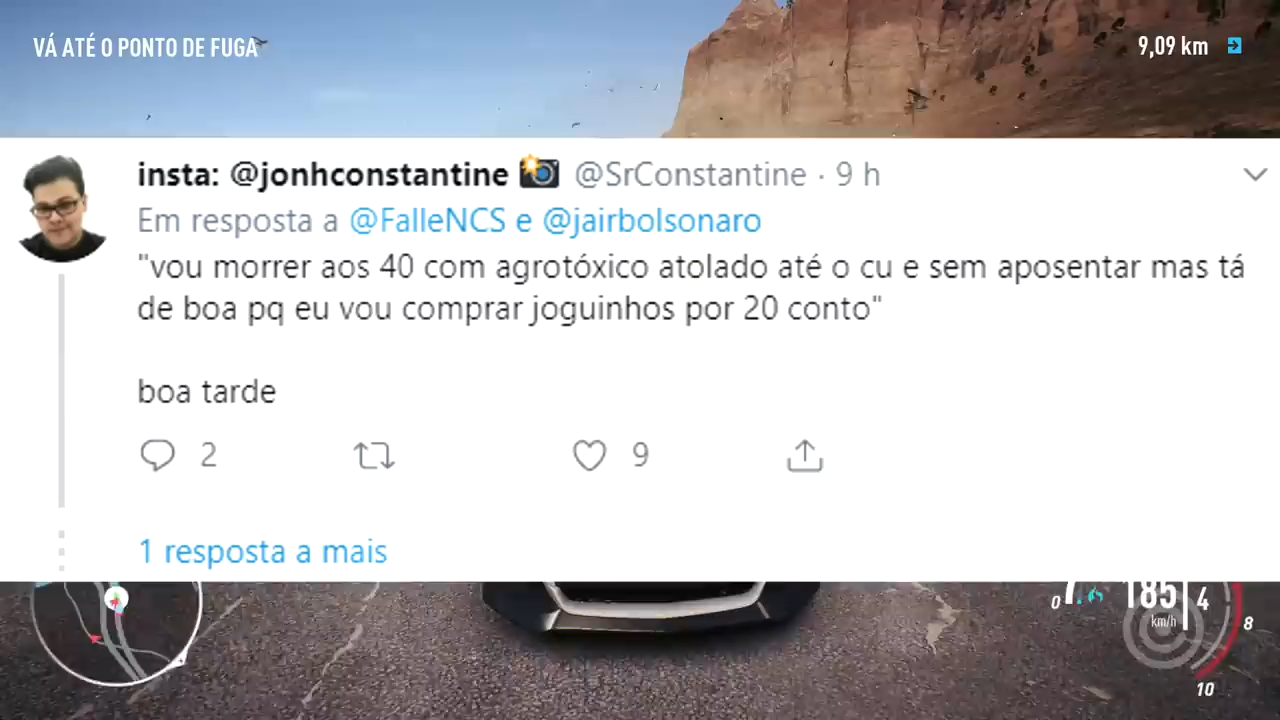 VÁ ATÉ O PONTO DE FUGA
9,09 km
insta: @jonhconstantine 📸 @SrConstantine · 9 h
Em resposta a @FalleNCS e @jairbolsonaro
"vou morrer aos 40 com agrotóxico atolado até o cu e sem aposentar mas tá
de boa pq eu vou comprar joguinhos por 20 conto"
boa tarde
2
9
1 resposta a mais
0
185
km/h
4
8
10